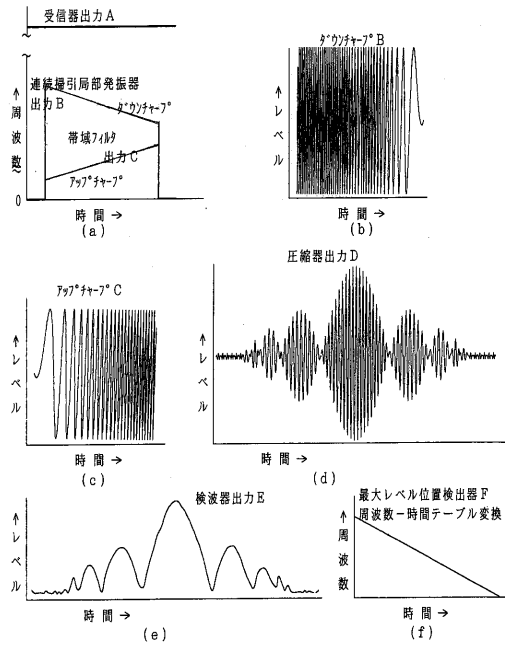 受信器出力A
連続掃引局部発振器
出力B
ダウンチャープ
帯域フィルタ
出力C
アップチャープ
周波数→
0
時間→
(a)
ダウンチャープB
レベル→
時間→
(b)
アップチャープC
レベル→
時間→
(c)
圧縮器出力D
レベル→
時間→
(d)
検波器出力E
レベル→
時間→
(e)
最大レベル位置検出器F
周波数ー時間テーブル変換
周波数→
時間→
(f)